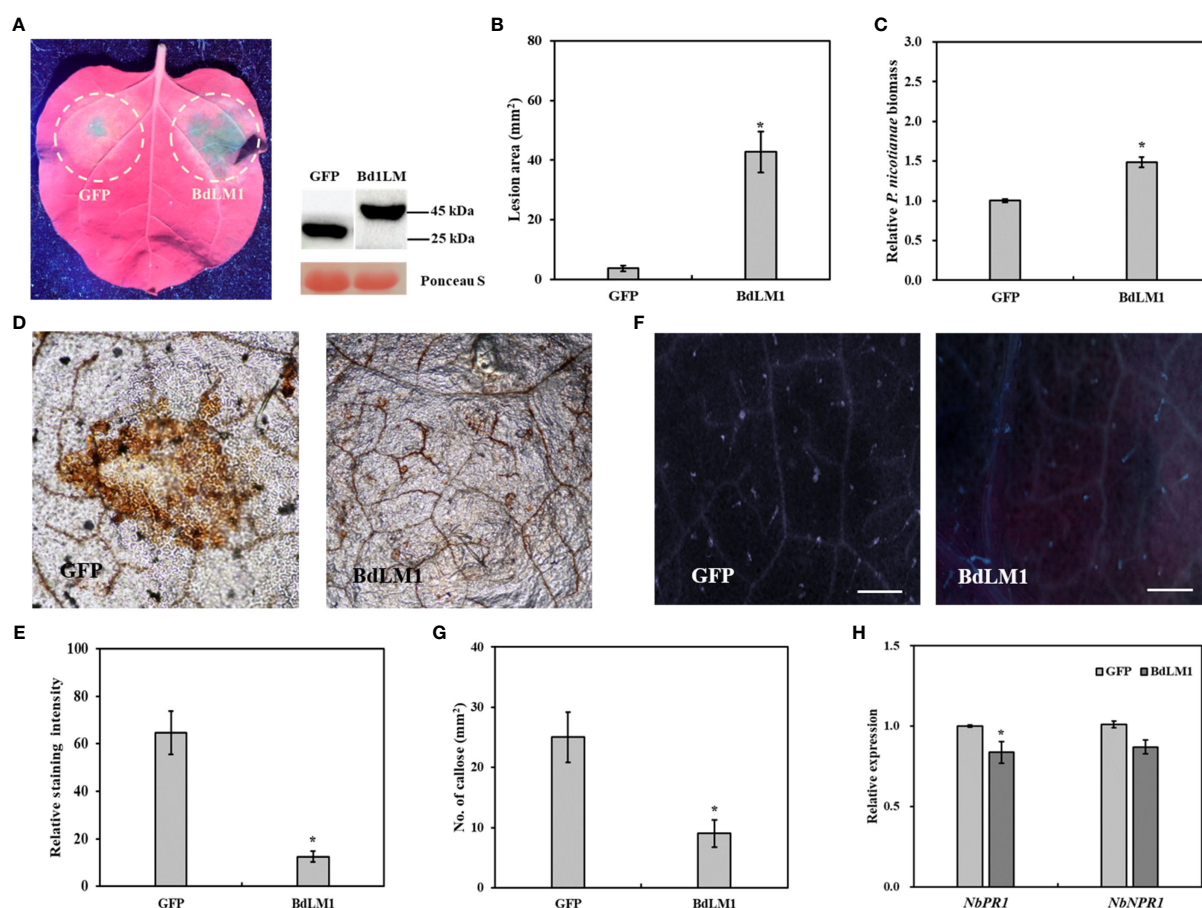 A
GFP
BdLM1
GFP Bd1LM
45 kDa
25 kDa
Ponceau S
B
Lesion area (mm2)
80
60
40
20
0
*
GFP BdLM1
C
Relative P. nicotianae biomass
3.0
2.5
2.0
1.5
1.0
0.5
0.0
*
GFP BdLM1
D
GFP
BdLM1
F
GFP
BdLM1
E
Relative staining intensity
100
80
60
40
20
0
*
GFP BdLM1
G
No. of callose (mm2)
40
30
20
10
0
*
GFP BdLM1
H
Relative expression
1.5
1.0
0.5
0.0
GFP BdLM1
*
NbPR1 NbNPR1